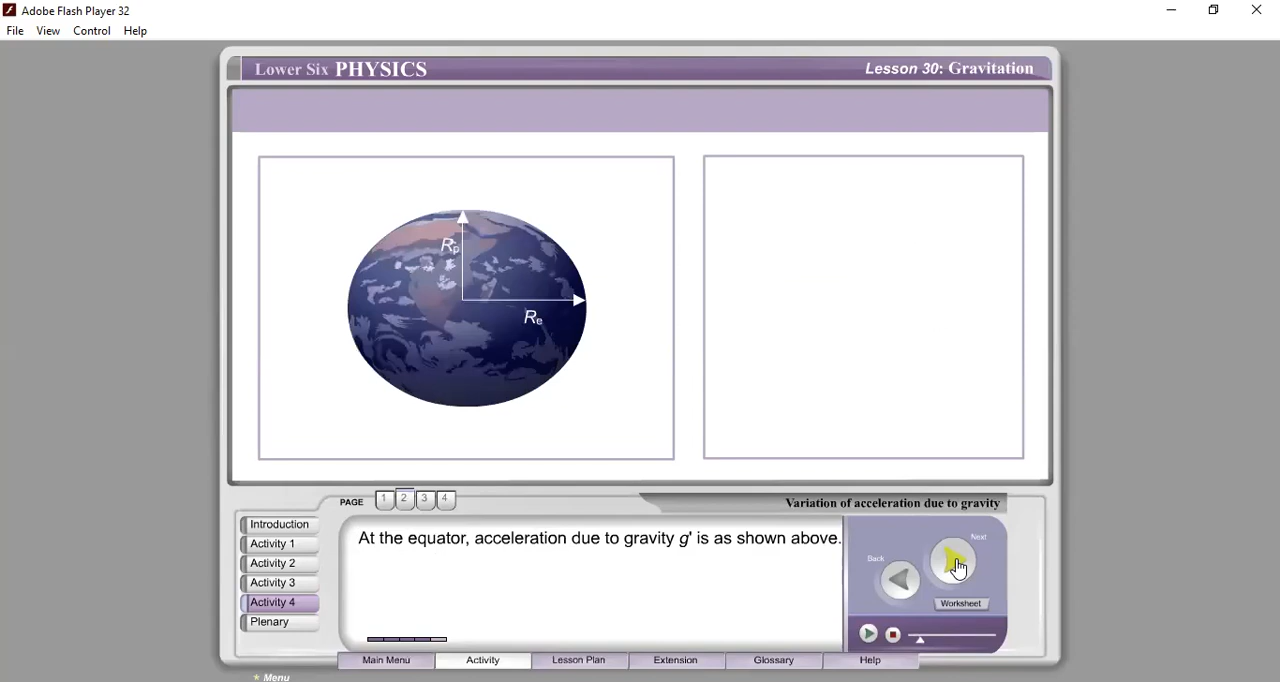 Adobe Flash Player 32
File View Control Help
Lower Six PHYSICS
Lesson 30: Gravitation
Rp
Re
PAGE 1 2 3 4
Variation of acceleration due to gravity
Introduction
Activity 1
Activity 2
Activity 3
Activity 4
Plenary
At the equator, acceleration due to gravity g' is as shown above.
Next
Back
Worksheet
Main Menu Activity Lesson Plan Extension Glossary Help
Menu